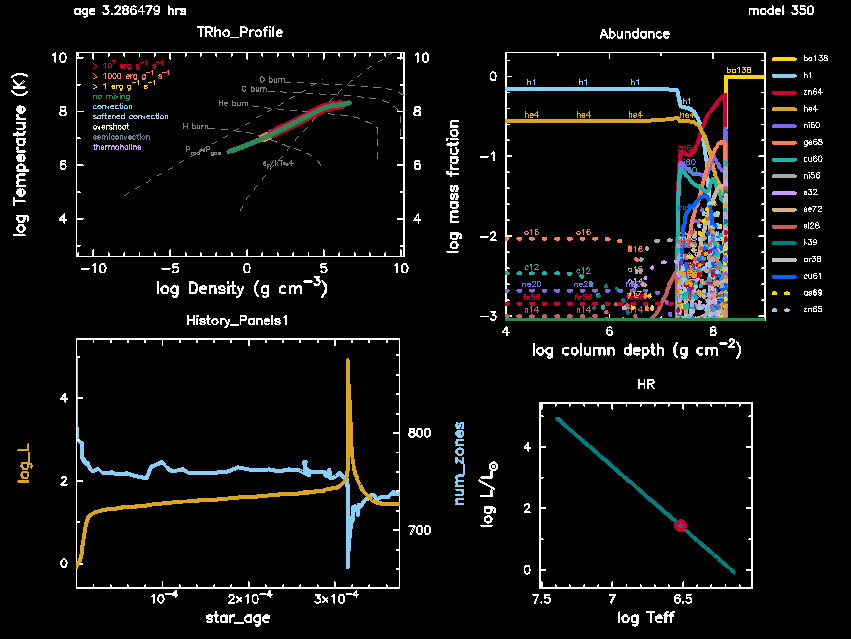 age 3.286479 hrs
model 350
TRho_Profile
log Temperature (K)
10
8
6
4
10
8
6
4
> 10⁷ erg g⁻¹ s⁻¹
> 1000 erg g⁻¹ s⁻¹
> 1 erg g⁻¹ s⁻¹
no mixing
convection
softened convection
overshoot
semiconvection
thermohaline
O burn
C burn
He burn
H burn
−10
−5
0
5
10
log Density (g cm⁻³)
Abundance
log mass fraction
0
−1
−2
−3
ba138
h1
h1
h1
h1
he4
he4
he4
he4
o16
o16
c12
c12
ne20
ne20
fe56
n14
n14
4
6
8
log column depth (g cm⁻²)
ba138
h1
zn64
he4
ni60
ge68
cu60
ni56
s32
se72
si28
k39
ar38
cu61
as69
zn65
History_Panels1
log_L
4
2
0
800
700
num_zones
10⁻⁴
2×10⁻⁴
3×10⁻⁴
star_age
HR
log L/L☉
4
2
0
7.5
7
6.5
log Teff